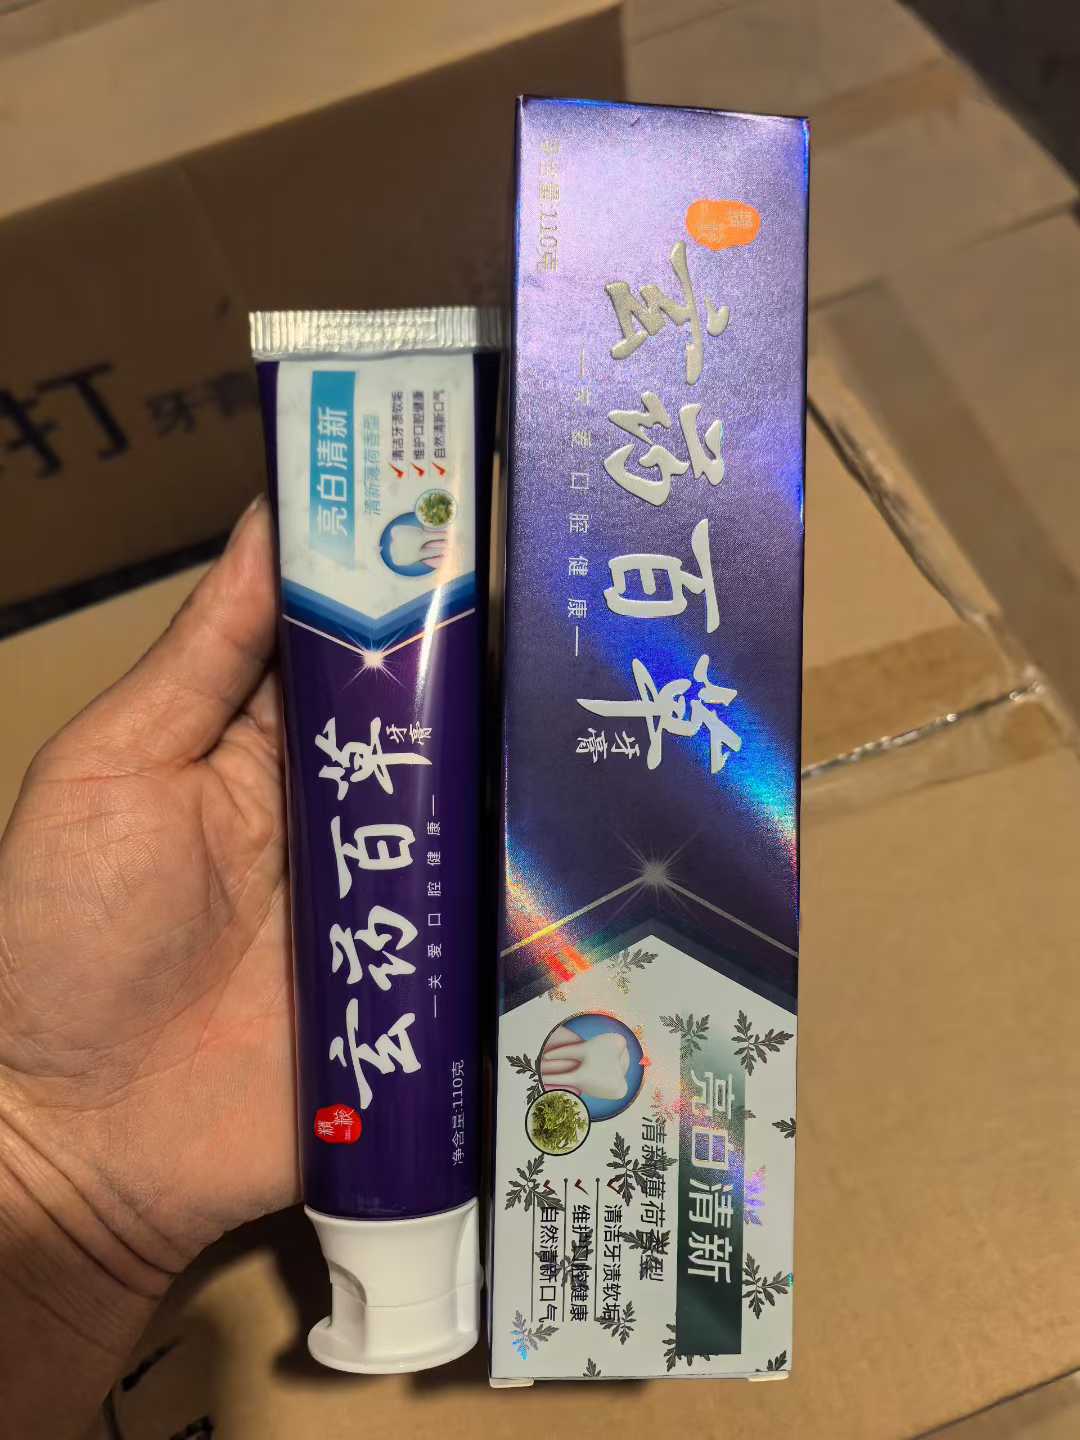 打 牙膏
亮白清新
清新薄荷香型
清洁牙渍软垢
维护口腔健康
自然清新口气
玄药百草
牙膏
关爱口腔健康
净含量:110克
净含量:110克
玄药百草
牙膏
关爱口腔健康
亮白清新
清新薄荷香型
清洁牙渍软垢
维护口腔健康
自然清新口气